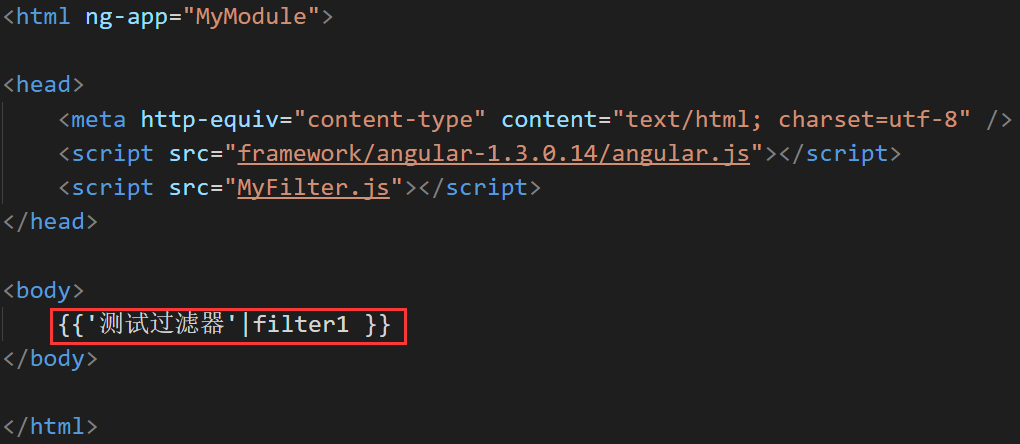 <html ng-app="MyModule">
<head>
<meta http-equiv="content-type" content="text/html; charset=utf-8" />
<script src="framework/angular-1.3.0.14/angular.js"></script>
<script src="MyFilter.js"></script>
</head>
<body>
{{'测试过滤器'|filter1 }}
</body>
</html>